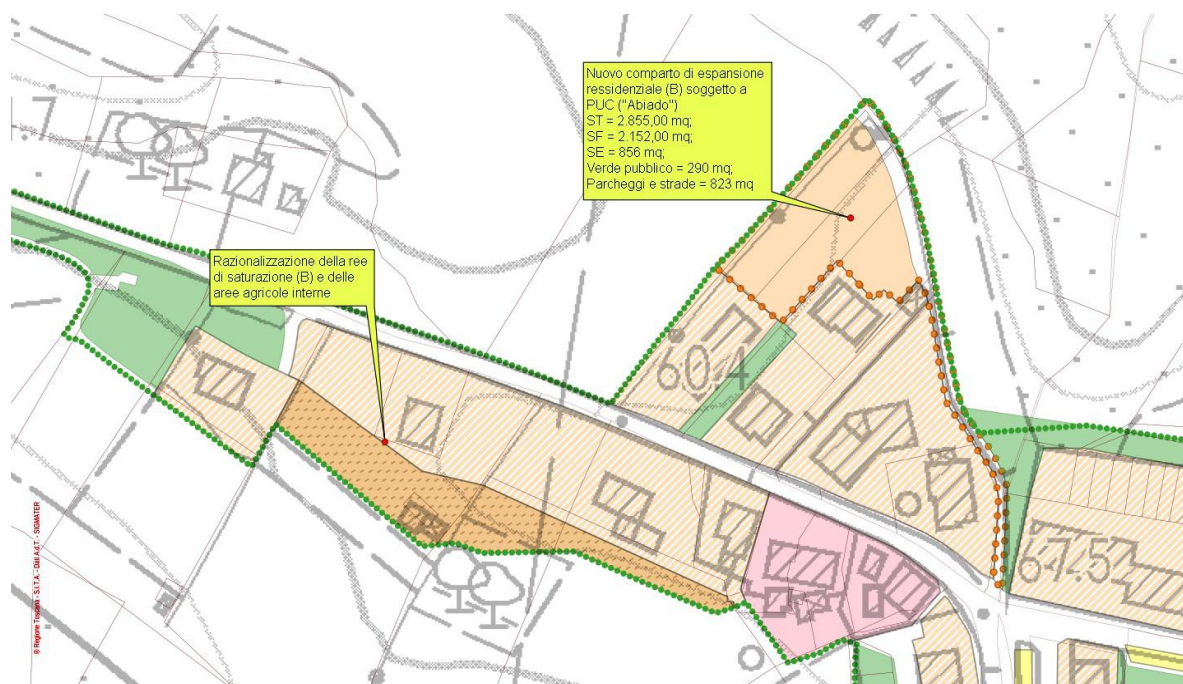 Nuovo comparto di espansione
ressidenziale (B) soggetto a
PUC ("Abiado")
ST = 2.855,00 mq;
SF = 2.152,00 mq;
SE = 856 mq;
Verde pubblico = 290 mq;
Parcheggi e strade = 823 mq
Razionalizzazione della ree
di saturazione (B) e delle
aree agricole interne
60.4
67.5
© Regione Toscana - S.I.T.A. - Dati A.d.T. - SIGMATER